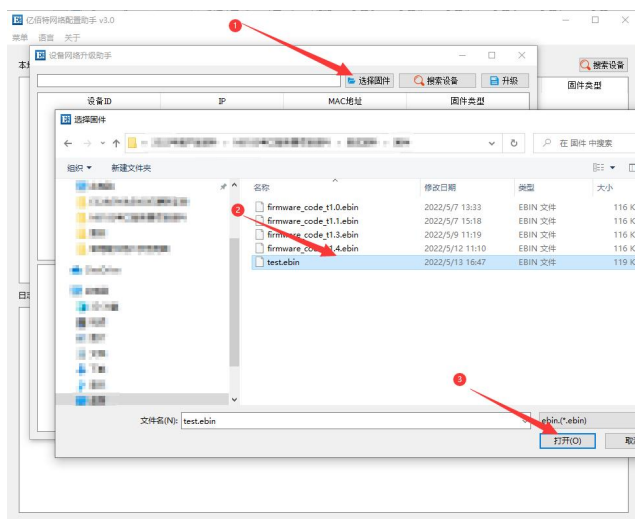 亿佰特网络配置助手 v3.0
菜单 语言 关于
1
设备网络升级助手
选择固件 搜索设备 升级
搜索设备
设备ID IP MAC地址 固件类型
固件类型
选择固件
在 固件 中搜索
组织 新建文件夹
名称 修改日期 类型 大小
firmware_code_t1.0.ebin 2022/5/7 13:33 EBIN 文件 116 K
firmware_code_t1.1.ebin 2022/5/7 15:18 EBIN 文件 116 K
2
firmware_code_t1.3.ebin 2022/5/9 11:19 EBIN 文件 116 K
firmware_code_t1.4.ebin 2022/5/12 11:10 EBIN 文件 116 K
test.ebin 2022/5/13 16:47 EBIN 文件 119 K
3
文件名(N): test.ebin ebin.(*.ebin)
打开(O)